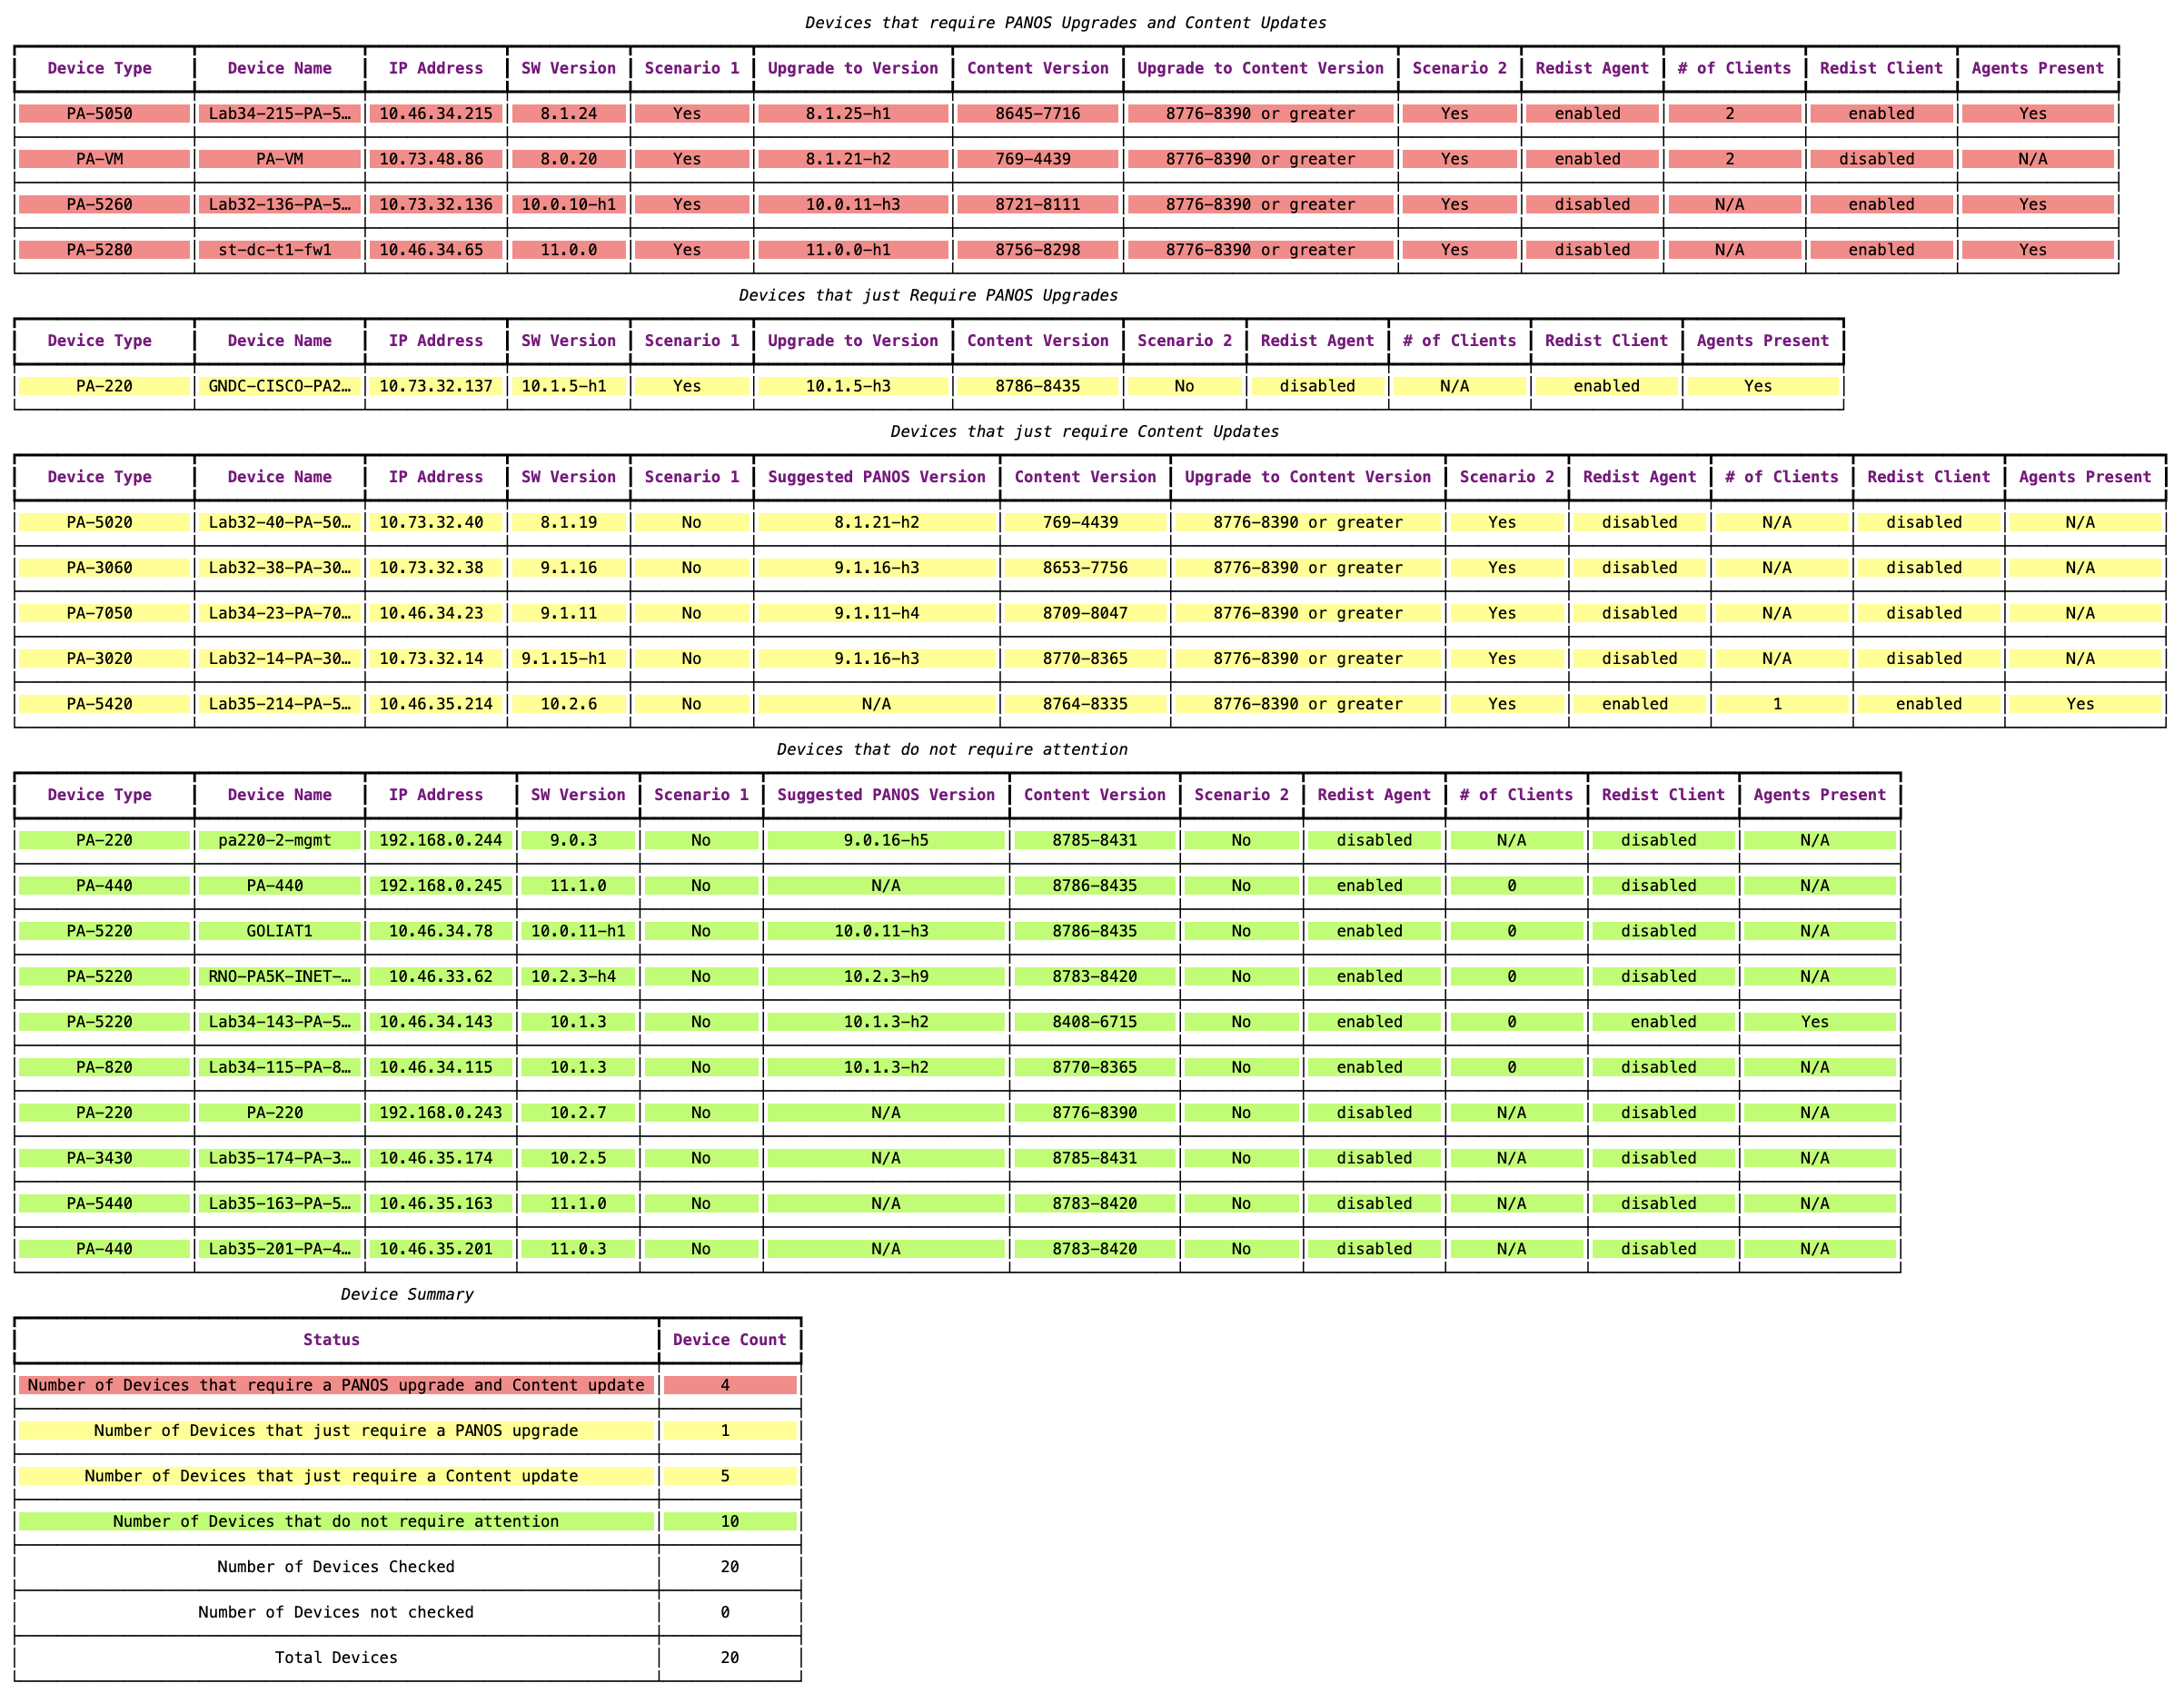 Devices that require PANOS Upgrades and Content Updates
Device Type Device Name IP Address SW Version Scenario 1 Upgrade to Version Content Version Upgrade to Content Version Scenario 2 Redist Agent # of Clients Redist Client Agents Present
PA-5050 Lab34-215-PA-5… 10.46.34.215 8.1.24 Yes 8.1.25-h1 8645-7716 8776-8390 or greater Yes enabled 2 enabled Yes
PA-VM PA-VM 10.73.48.86 8.0.20 Yes 8.1.21-h2 769-4439 8776-8390 or greater Yes enabled 2 disabled N/A
PA-5260 Lab32-136-PA-5… 10.73.32.136 10.0.10-h1 Yes 10.0.11-h3 8721-8111 8776-8390 or greater Yes disabled N/A enabled Yes
PA-5280 st-dc-t1-fw1 10.46.34.65 11.0.0 Yes 11.0.0-h1 8756-8298 8776-8390 or greater Yes disabled N/A enabled Yes
Devices that just Require PANOS Upgrades
Device Type Device Name IP Address SW Version Scenario 1 Upgrade to Version Content Version Scenario 2 Redist Agent # of Clients Redist Client Agents Present
PA-220 GNDC-CISCO-PA2… 10.73.32.137 10.1.5-h1 Yes 10.1.5-h3 8786-8435 No disabled N/A enabled Yes
Devices that just require Content Updates
Device Type Device Name IP Address SW Version Scenario 1 Suggested PANOS Version Content Version Upgrade to Content Version Scenario 2 Redist Agent # of Clients Redist Client Agents Present
PA-5020 Lab32-40-PA-50… 10.73.32.40 8.1.19 No 8.1.21-h2 769-4439 8776-8390 or greater Yes disabled N/A disabled N/A
PA-3060 Lab32-38-PA-30… 10.73.32.38 9.1.16 No 9.1.16-h3 8653-7756 8776-8390 or greater Yes disabled N/A disabled N/A
PA-7050 Lab34-23-PA-70… 10.46.34.23 9.1.11 No 9.1.11-h4 8709-8047 8776-8390 or greater Yes disabled N/A disabled N/A
PA-3020 Lab32-14-PA-30… 10.73.32.14 9.1.15-h1 No 9.1.16-h3 8770-8365 8776-8390 or greater Yes disabled N/A disabled N/A
PA-5420 Lab35-214-PA-5… 10.46.35.214 10.2.6 No N/A 8764-8335 8776-8390 or greater Yes enabled 1 enabled Yes
Devices that do not require attention
Device Type Device Name IP Address SW Version Scenario 1 Suggested PANOS Version Content Version Scenario 2 Redist Agent # of Clients Redist Client Agents Present
PA-220 pa220-2-mgmt 192.168.0.244 9.0.3 No 9.0.16-h5 8785-8431 No disabled N/A disabled N/A
PA-440 PA-440 192.168.0.245 11.1.0 No N/A 8786-8435 No enabled 0 disabled N/A
PA-5220 GOLIAT1 10.46.34.78 10.0.11-h1 No 10.0.11-h3 8786-8435 No enabled 0 disabled N/A
PA-5220 RNO-PA5K-INET-… 10.46.33.62 10.2.3-h4 No 10.2.3-h9 8783-8420 No enabled 0 disabled N/A
PA-5220 Lab34-143-PA-5… 10.46.34.143 10.1.3 No 10.1.3-h2 8408-6715 No enabled 0 enabled Yes
PA-820 Lab34-115-PA-8… 10.46.34.115 10.1.3 No 10.1.3-h2 8770-8365 No enabled 0 disabled N/A
PA-220 PA-220 192.168.0.243 10.2.7 No N/A 8776-8390 No disabled N/A disabled N/A
PA-3430 Lab35-174-PA-3… 10.46.35.174 10.2.5 No N/A 8785-8431 No disabled N/A disabled N/A
PA-5440 Lab35-163-PA-5… 10.46.35.163 11.1.0 No N/A 8783-8420 No disabled N/A disabled N/A
PA-440 Lab35-201-PA-4… 10.46.35.201 11.0.3 No N/A 8783-8420 No disabled N/A disabled N/A
Device Summary
Status Device Count
Number of Devices that require a PANOS upgrade and Content update 4
Number of Devices that just require a PANOS upgrade 1
Number of Devices that just require a Content update 5
Number of Devices that do not require attention 10
Number of Devices Checked 20
Number of Devices not checked 0
Total Devices 20